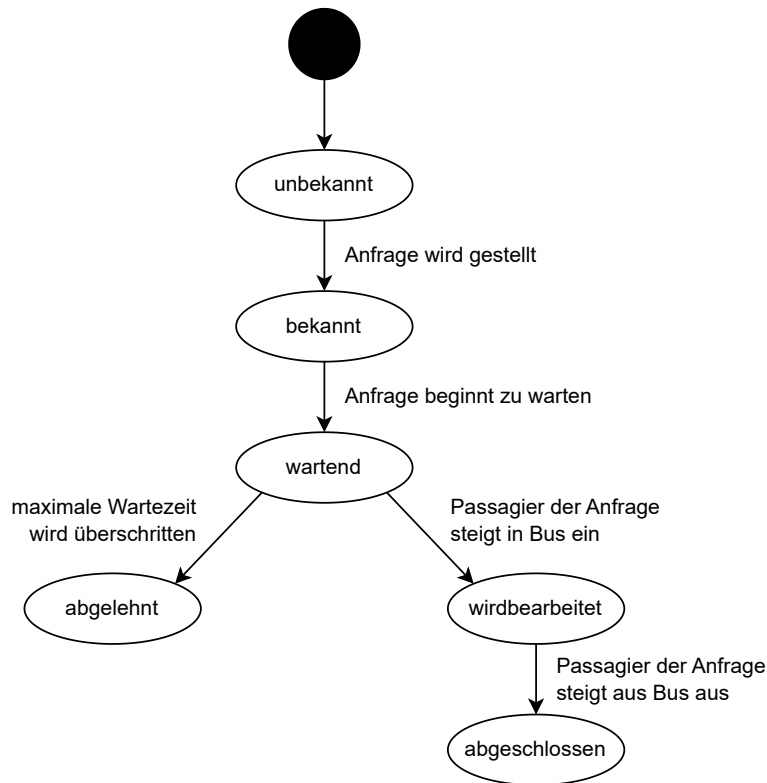 unbekannt
Anfrage wird gestellt
bekannt
Anfrage beginnt zu warten
wartend
maximale Wartezeit
wird überschritten
Passagier der Anfrage
steigt in Bus ein
abgelehnt
wirdbearbeitet
Passagier der Anfrage
steigt aus Bus aus
abgeschlossen